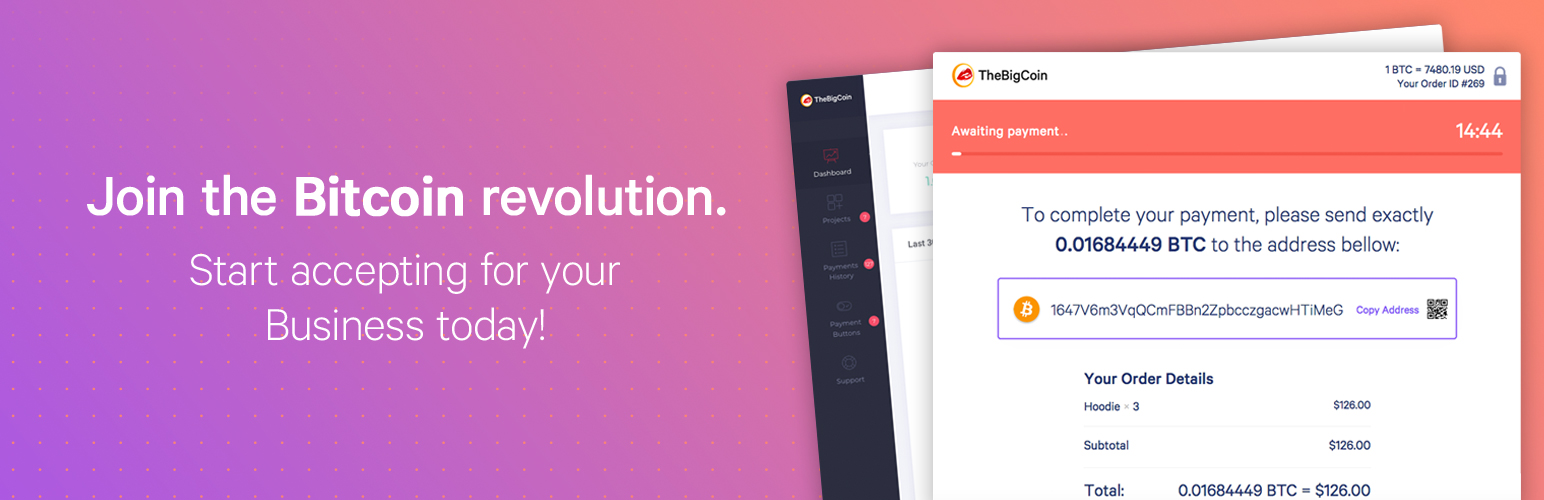 Join the Bitcoin revolution.
Start accepting for your
Business today!
TheBigCoin
Dashboard
Projects
Payments
History
Payment
Buttons
Support
Last 3
TheBigCoin
1 BTC = 7480.19 USD
Your Order ID #269
Awaiting payment..
14:44
To complete your payment, please send exactly
0.01684449 BTC to the address bellow:
1647V6m3VqQCmFBBn2ZpbcczgacwHTiMeG Copy Address
Your Order Details
Hoodie × 3 $126.00
Subtotal $126.00
Total: 0.01684449 BTC = $126.00